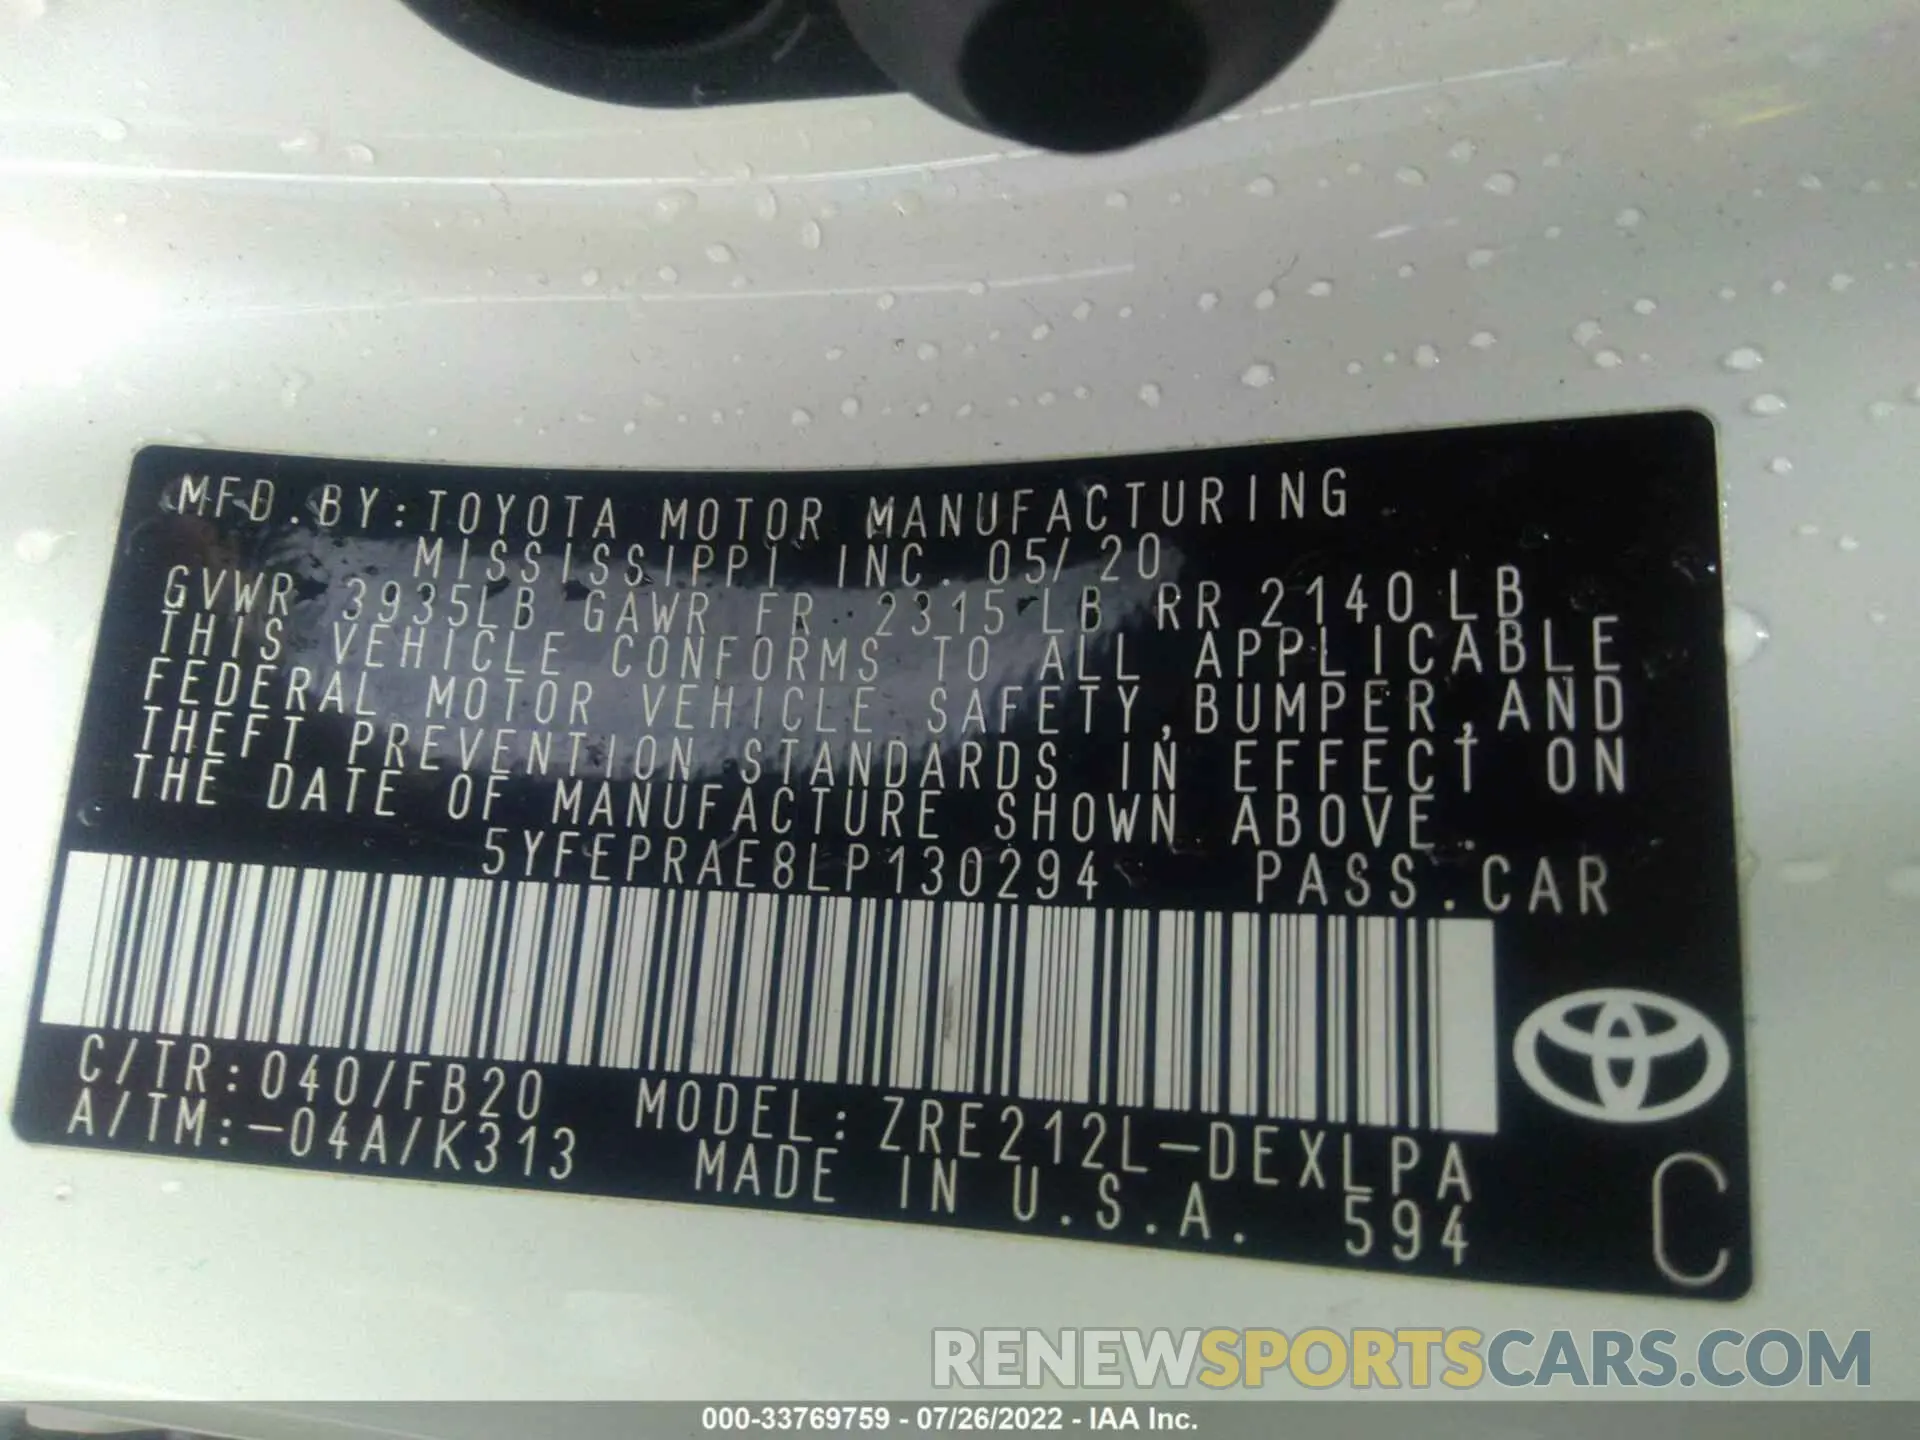 MFD.BY:TOYOTA MOTOR MANUFACTURING
MISSISSIPPI INC. 05/20
GVWR 3935LB GAWR FR 2315LB RR 2140LB
THIS VEHICLE CONFORMS TO ALL APPLICABLE
FEDERAL MOTOR VEHICLE SAFETY,BUMPER,AND
THEFT PREVENTION STANDARDS IN EFFECT ON
THE DATE OF MANUFACTURE SHOWN ABOVE.
5YFEPRAE8LP130294 PASS.CAR
C/TR:040/FB20 MODEL:ZRE212L-DEXLPA
A/TM:-04A/K313 MADE IN U.S.A. 594
C
RENEWSPORTSCARS.COM
000-33769759 - 07/26/2022 - IAA Inc.